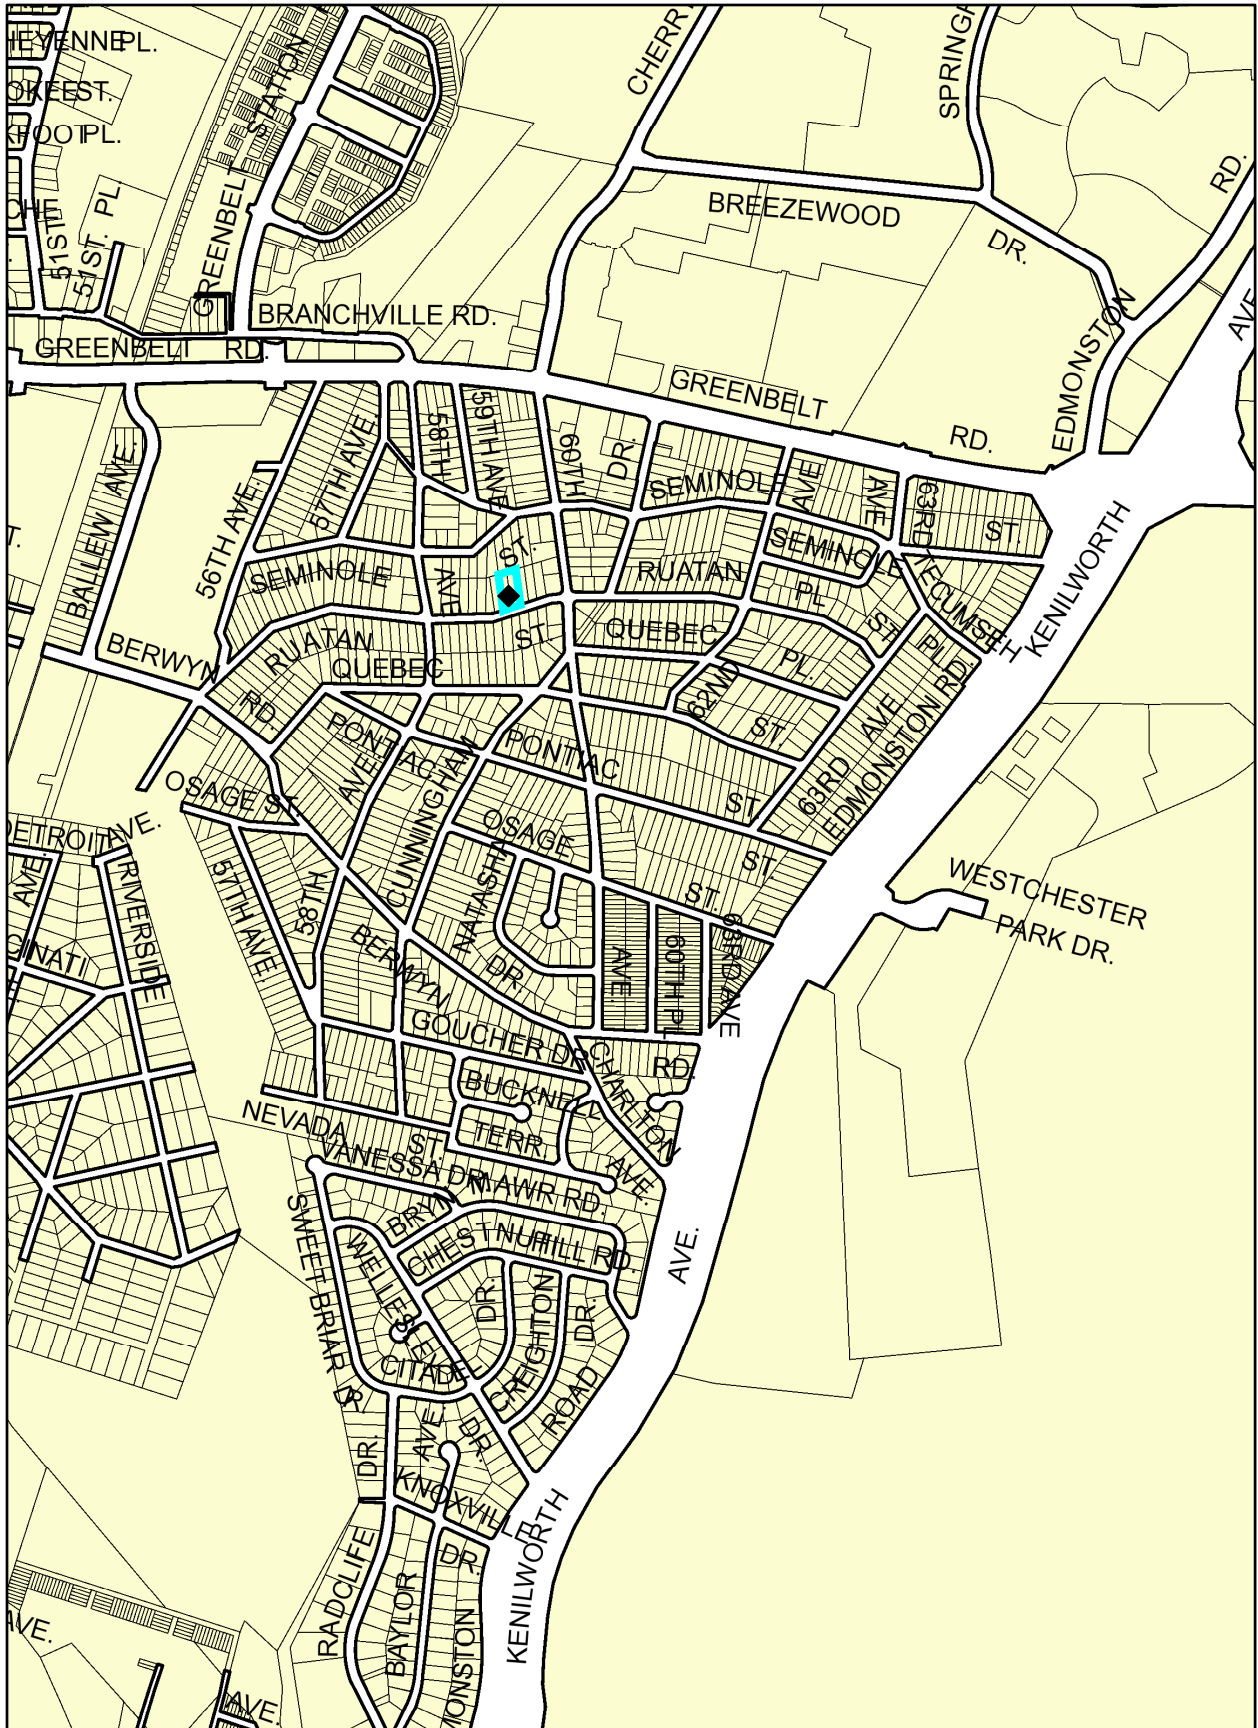 HEYENNE PL.
OKEE ST.
KFOOT PL.
CHE
51ST.
51ST. PL
GREENBELT STATION
CHERRY
SPRINGH
BREEZEWOOD
DR.
EDMONSTON
RD.
AVE
BRANCHVILLE RD.
GREENBELT RD.
GREENBELT
RD.
BALLEW AVE.
56TH AVE.
57TH AVE.
58TH
AVE
59TH AVE
60TH
DR.
SEMINOLE
AVE
AVE
63RD
ST.
SEMINOLE
PL
SEMINOLE
ST.
RUATAN
ST.
TECUMSEH
PL.
RUATAN
ST.
QUEBEC
QUEBEC
PL.
62ND
ST.
BERWYN
RD.
PONTIAC
PONTIAC
ST.
63RD AVE.
EDMONSTON RD.
KENILWORTH
T.
OSAGE ST.
AVE.
CUNNINGHAM
OSAGE
ST.
ST.
DETROIT AVE.
AVE.
RIVERSIDE
GINATI
57TH AVE.
58TH
BERWYN
NATASHA
DR.
AVE.
60TH PL
63RD AVE
WESTCHESTER
PARK DR.
GOUCHER DR
CHARLTON
RD.
BUCKNELL
TERR.
AVE.
NEVADA
ST.
VANESSA DR.
BRYN MAWR RD.
SWEET BRIAR DR.
WELLESLEY
CHESTNUT HILL RD.
DR.
CREIGHTON
DR.
CITADEL
ROAD
AVE.
DR.
AVE.
DR.
KNOXVILLE
DR.
KENILWORTH
RADCLIFE
BAYLOR
MONSTON
AVE.
AVE.